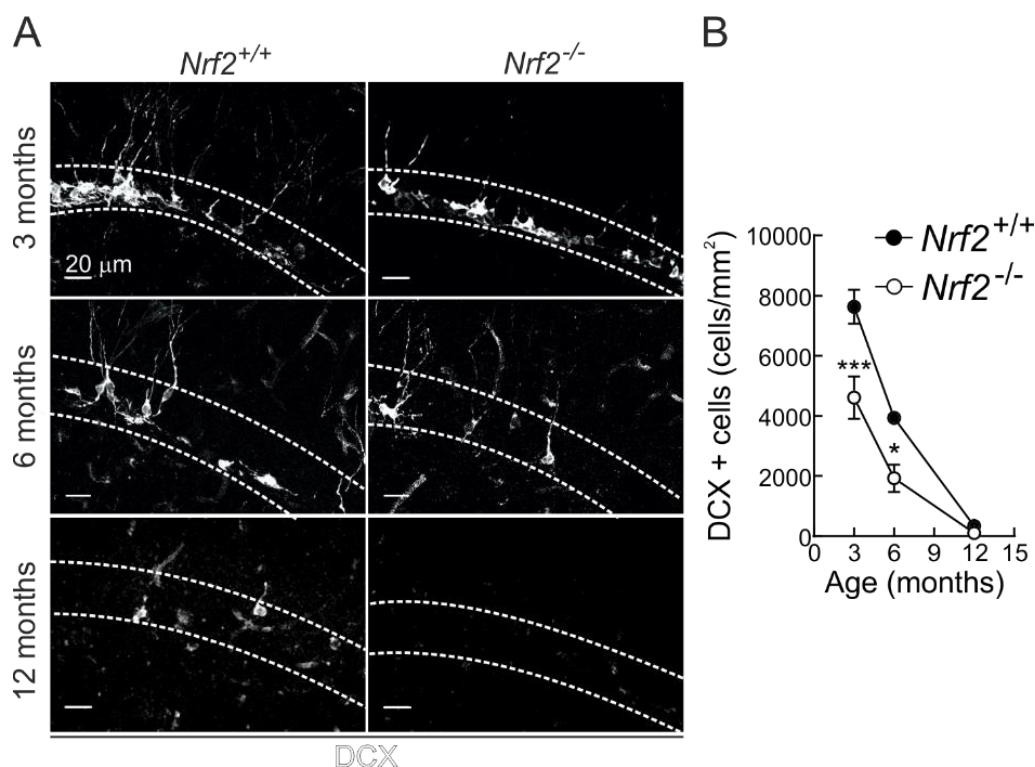 A
Nrf2+/+
Nrf2-/-
3 months
20 μm
6 months
12 months
DCX
B
DCX + cells (cells/mm²)
10000
8000
6000
4000
2000
0
Nrf2+/+
Nrf2-/-
***
*
0 3 6 9 12 15
Age (months)